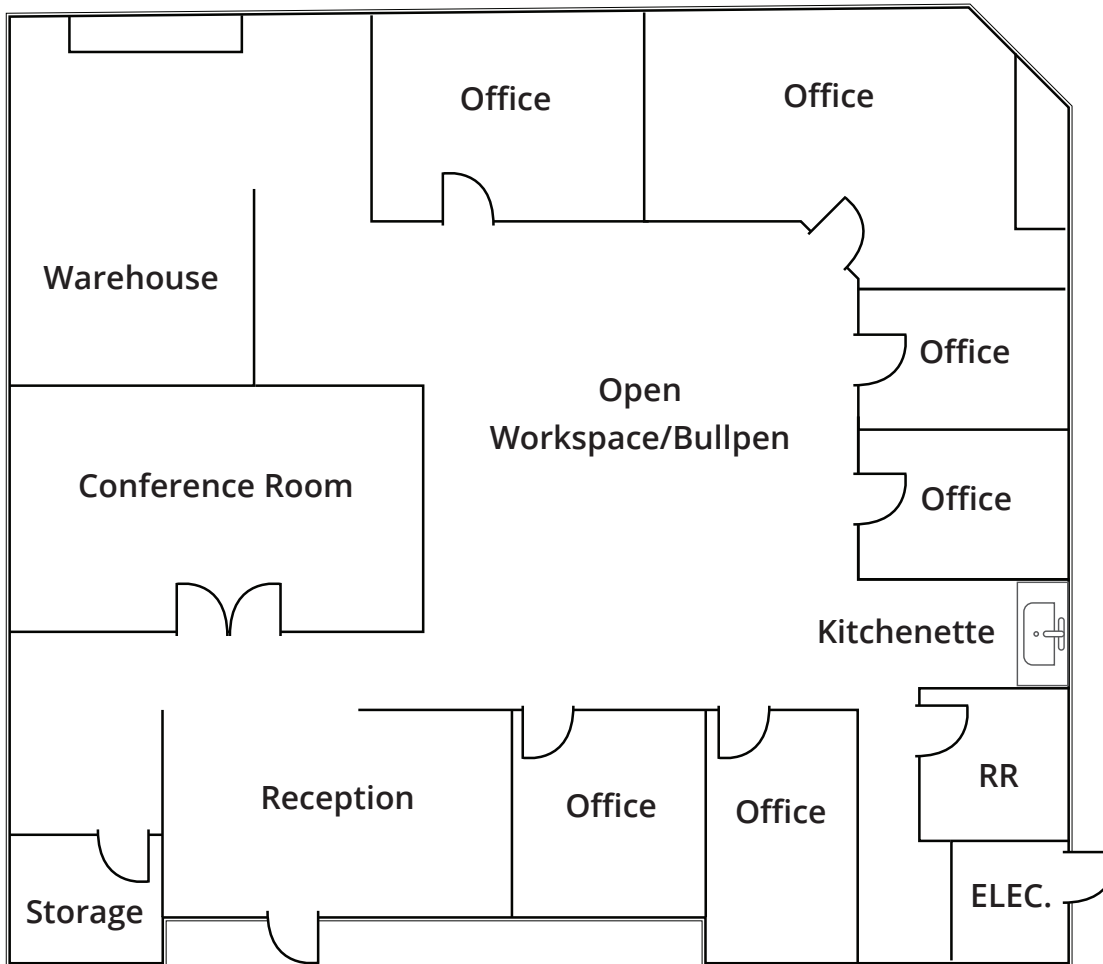 Office
Office
Warehouse
Office
Open
Workspace/Bullpen
Conference Room
Office
Kitchenette
RR
Reception
Office
Office
ELEC.
Storage